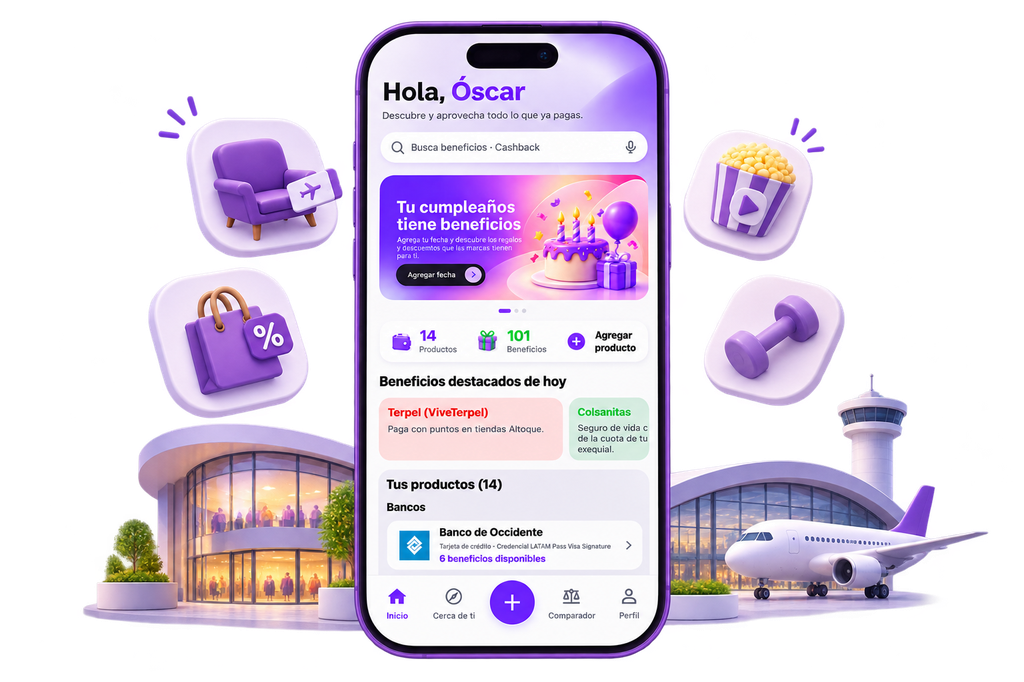 Hola, Óscar
Descubre y aprovecha todo lo que ya pagas.
Busca beneficios · Cashback
Tu cumpleaños
tiene beneficios
Agrega tu fecha y descubre los regalos
y descuentos que las marcas tienen
para ti.
Agregar fecha
14
Productos
101
Beneficios
Agregar
producto
Beneficios destacados de hoy
Terpel (ViveTerpel)
Paga con puntos en tiendas Altoque.
Colsanitas
Seguro de vida c
de la cuota de tu
exequial.
Tus productos (14)
Bancos
Banco de Occidente
Tarjeta de crédito - Credencial LATAM Pass Visa Signature
6 beneficios disponibles
Inicio
Cerca de ti
Comparador
Perfil
%